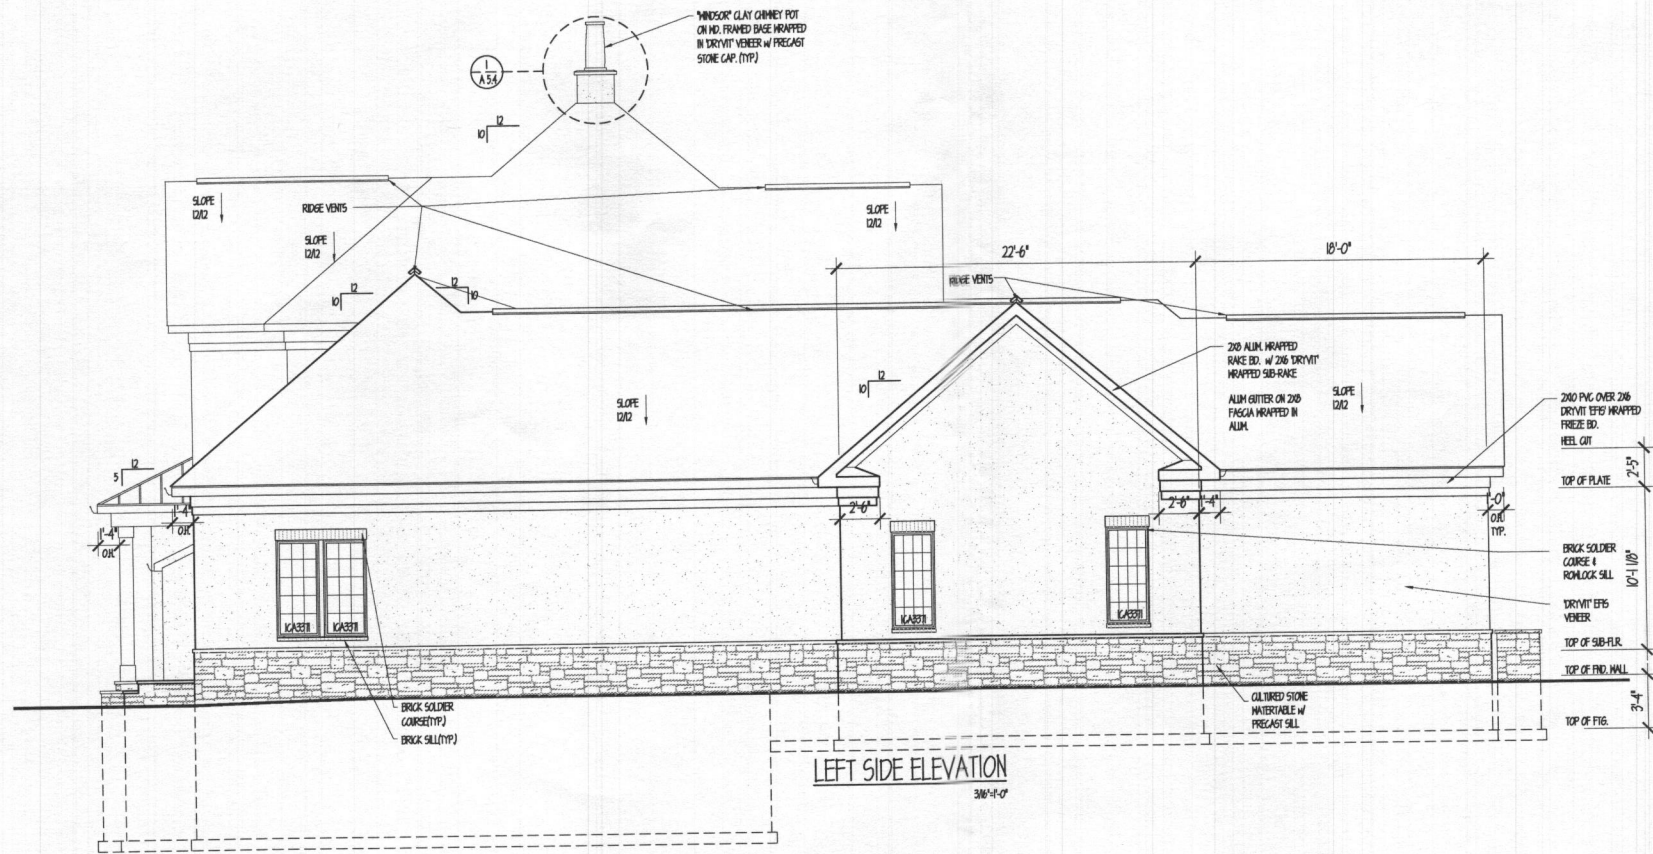 "WINDSOR" CLAY CHIMNEY POT
ON WD. FRAMED BASE WRAPPED
IN 'DRYVIT' VENEER W/ PRECAST
STONE CAP. (TYP.)
1
A 5.4
12
10
SLOPE
12/12
RIDGE VENTS
SLOPE
12/12
SLOPE
12/12
22'-6"
18'-0"
RIDGE VENTS
12
10
12
10
2X8 ALUM. WRAPPED
RAKE BD. W/ 2X6 'DRYVIT'
WRAPPED SUB-RAKE
ALUM GUTTER ON 2X8
FASCIA WRAPPED IN
ALUM.
12
10
SLOPE
12/12
SLOPE
12/12
2X10 PVC OVER 2X6
DRYVIT 'EFIS' WRAPPED
FRIEZE BD.
HEEL CUT
2'-5"
TOP OF PLATE
12
5
1'-4"
O.H.
1'-4"
O.H.
2'-6"
2'-6"
1'-4"
1'-0"
O.H.
TYP.
BRICK SOLDIER
COURSE &
ROWLOCK SILL
10'-1 1/8"
'DRYVIT' EFIS
VENEER
ICA3371
ICA3371
ICA3371
ICA3371
TOP OF SUB-FLR.
TOP OF FND. WALL
3'-4"
TOP OF FTG.
BRICK SOLDIER
COURSE(TYP.)
BRICK SILL(TYP.)
CULTURED STONE
WATERTABLE W/
PRECAST SILL
LEFT SIDE ELEVATION
3/16"=1'-0"